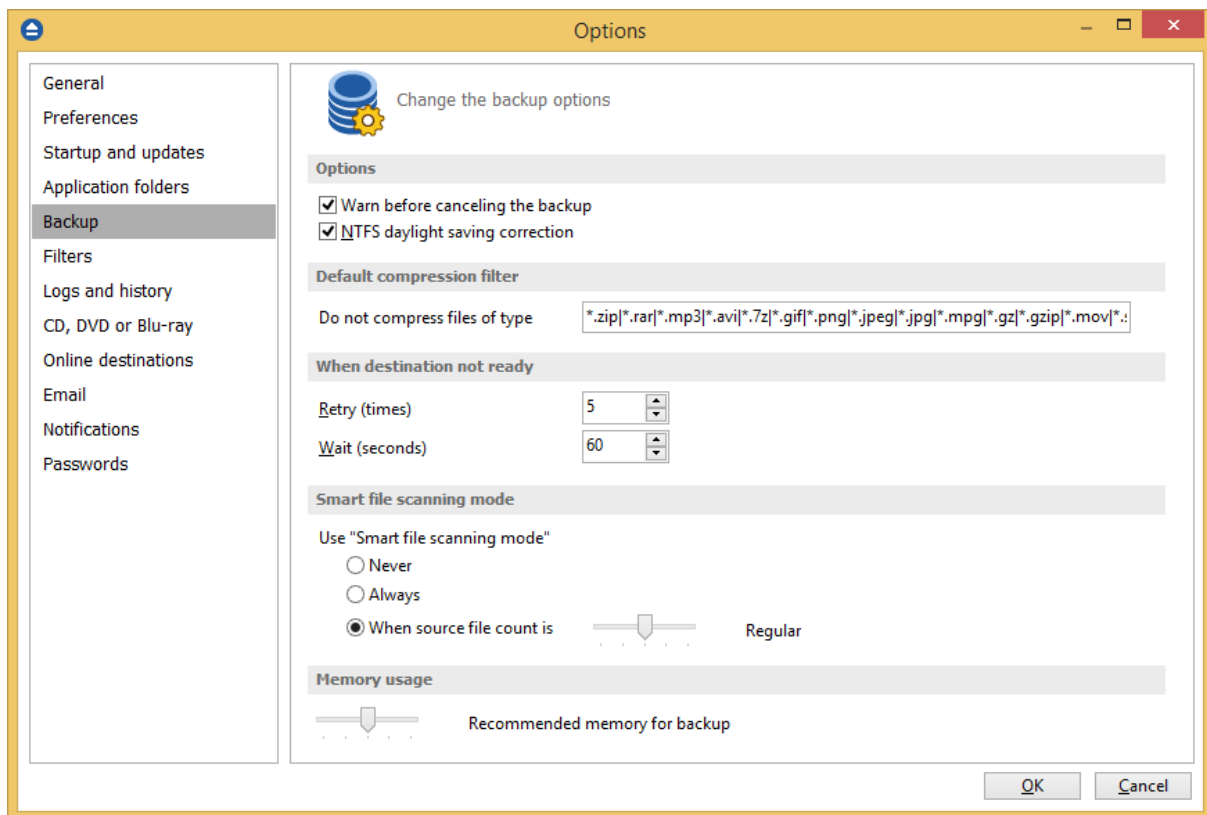 Options
General
Preferences
Startup and updates
Application folders
Backup
Filters
Logs and history
CD, DVD or Blu-ray
Online destinations
Email
Notifications
Passwords
Change the backup options
Options
Warn before canceling the backup
NTFS daylight saving correction
Default compression filter
Do not compress files of type *.zip|*.rar|*.mp3|*.avi|*.7z|*.gif|*.png|*.jpeg|*.jpg|*.mpg|*.gz|*.gzip|*.mov|*.
When destination not ready
Retry (times) 5
Wait (seconds) 60
Smart file scanning mode
Use "Smart file scanning mode"
Never
Always
When source file count is Regular
Memory usage
Recommended memory for backup
OK Cancel